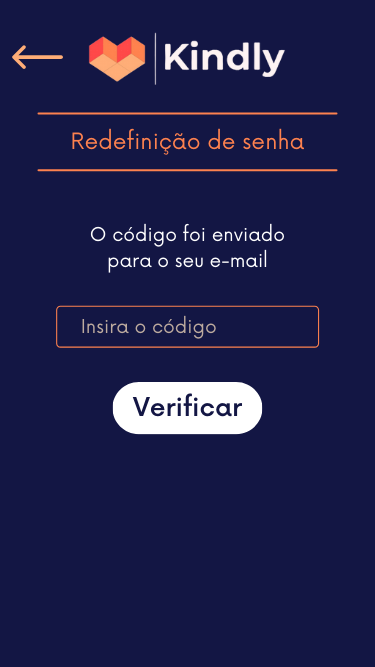 Kindly
Redefinição de senha
O código foi enviado
para o seu e-mail
Insira o código
Verificar